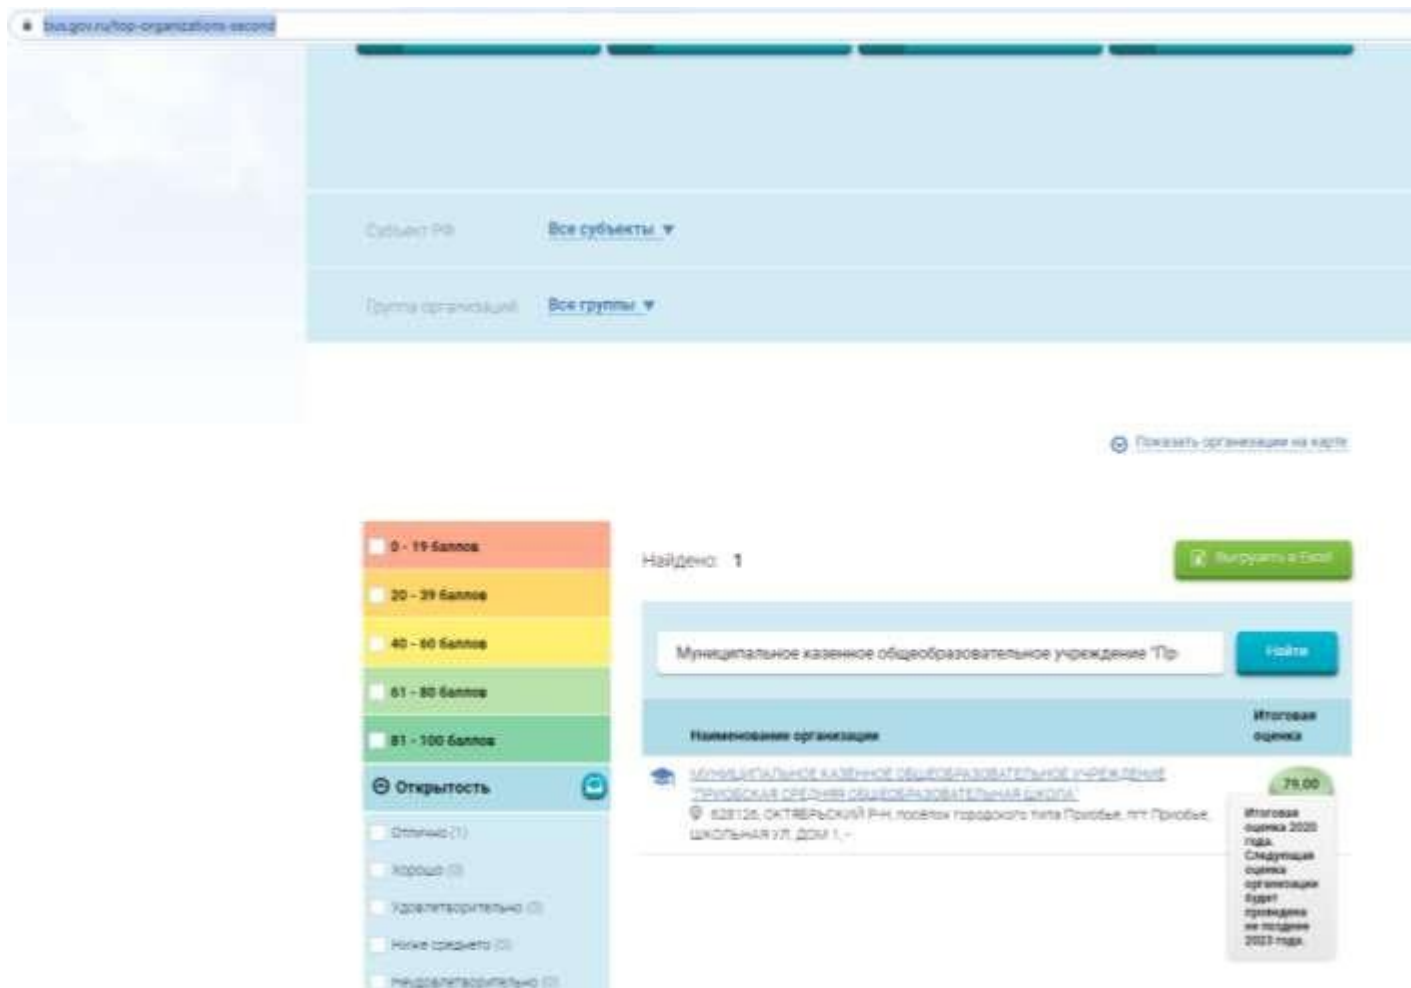 bus.gov.ru/top-organizations-second
Субъект РФ Все субъекты ▼
Группа организаций Все группы ▼
Показать организации на карте
0 - 19 баллов
20 - 39 баллов
40 - 60 баллов
61 - 80 баллов
81 - 100 баллов
Открытость
Отлично (1)
Хорошо (0)
Удовлетворительно (0)
Ниже среднего (0)
Неудовлетворительно (0)
Найдено: 1
Выгрузить в Excel
Муниципальное казенное общеобразовательное учреждение "Пр
Найти
Наименование организации
Итоговая
оценка
МУНИЦИПАЛЬНОЕ КАЗЕННОЕ ОБЩЕОБРАЗОВАТЕЛЬНОЕ УЧРЕЖДЕНИЕ
"ПРИОБСКАЯ СРЕДНЯЯ ОБЩЕОБРАЗОВАТЕЛЬНАЯ ШКОЛА"
628126, ОКТЯБРЬСКИЙ Р-Н, посёлок городского типа Приобье, пгт Приобье,
ШКОЛЬНАЯ УЛ, ДОМ 1, -
79,00
Итоговая
оценка 2020
года.
Следующая
оценка
организации
будет
проведена
не позднее
2023 года.